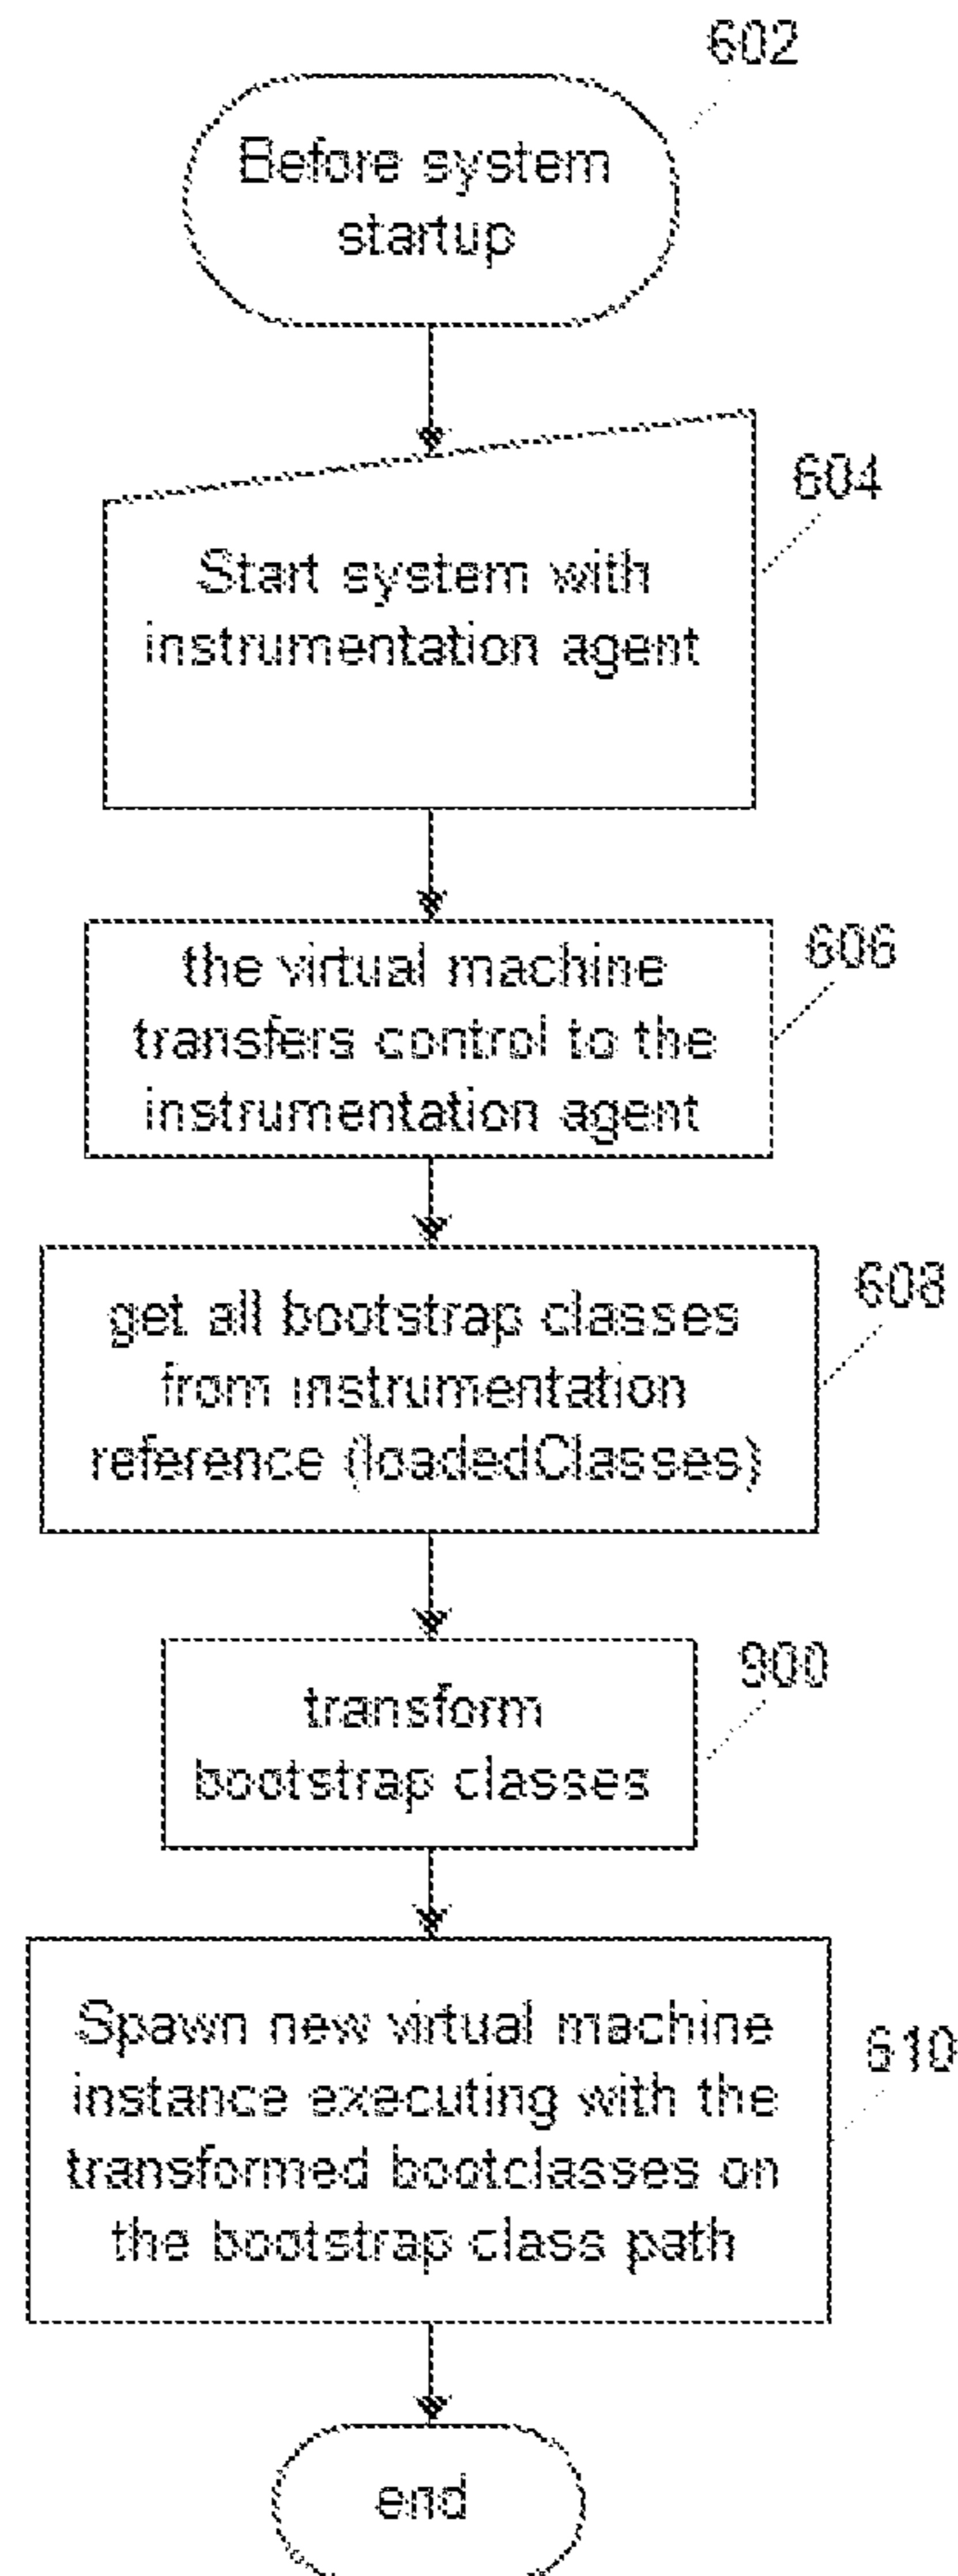 602
Before system
startup
604
Start system with
instrumentation agent
606
the virtual machine
transfers control to the
instrumentation agent
608
get all bootstrap classes
from instrumentation
reference (loadedClasses)
900
transform
bootstrap classes
610
Spawn new virtual machine
instance executing with the
transformed bootclasses on
the bootstrap class path
end